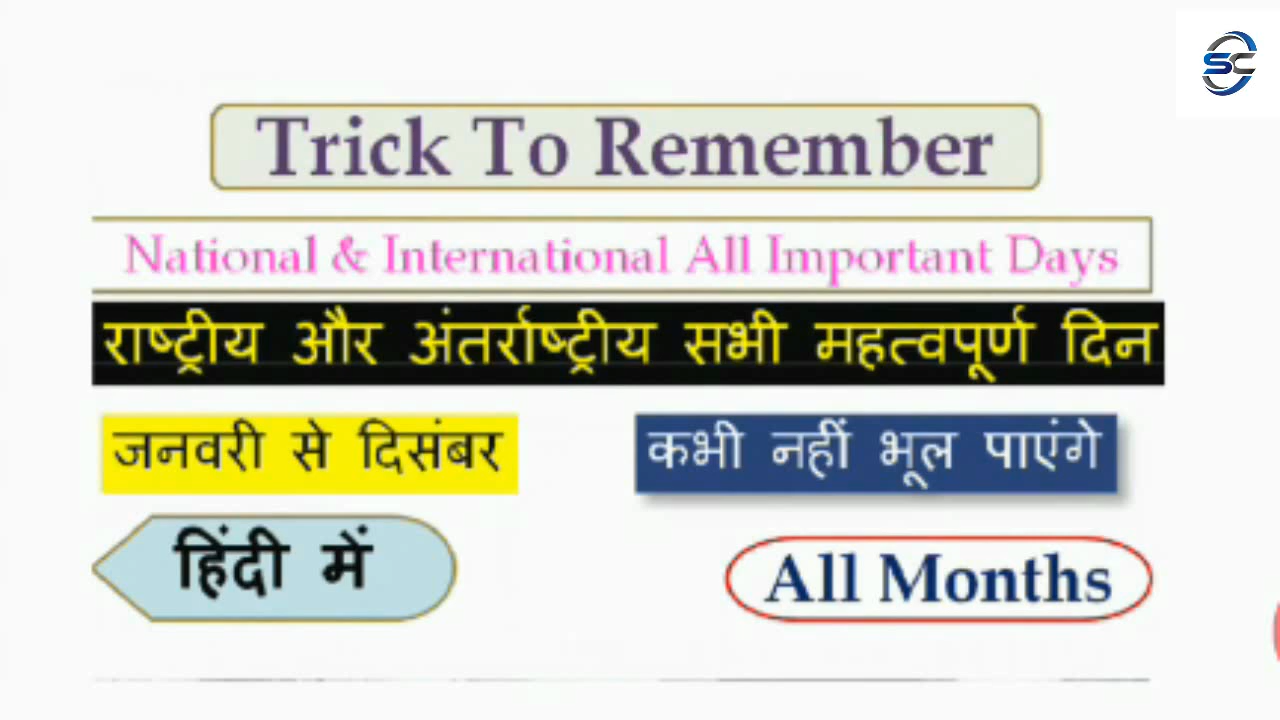 SC
Trick To Remember
National & International All Important Days
राष्ट्रीय और अंतर्राष्ट्रीय सभी महत्वपूर्ण दिन
जनवरी से दिसंबर
कभी नहीं भूल पाएंगे
हिंदी में
All Months